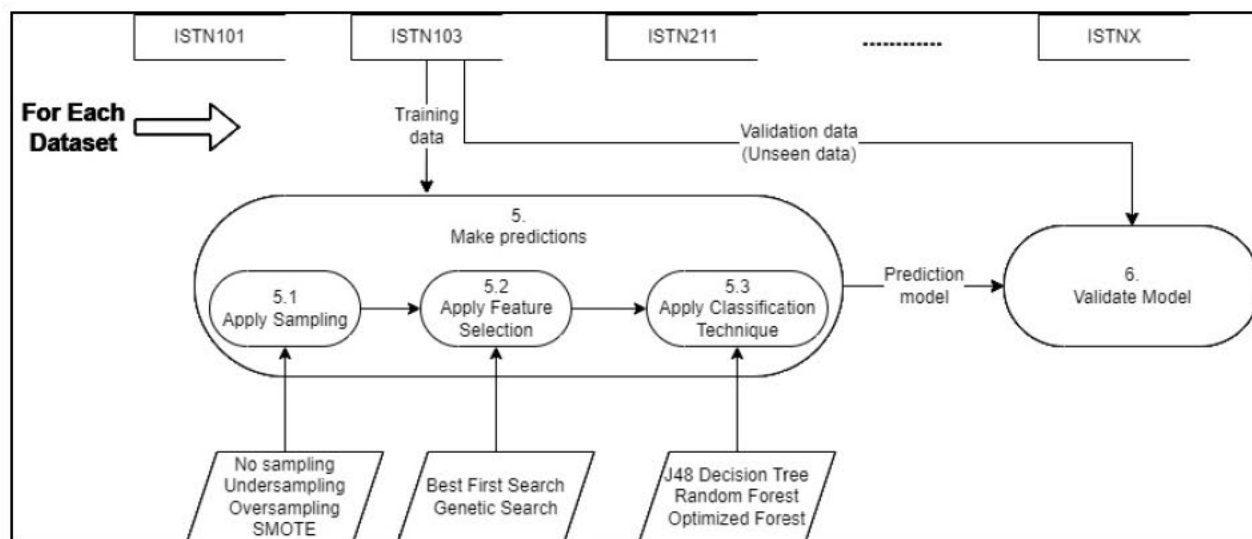 ISTN101
ISTN103
ISTN211
..............
ISTNX
For Each
Dataset
Training
data
Validation data
(Unseen data)
5.
Make predictions
5.1
Apply Sampling
5.2
Apply Feature
Selection
5.3
Apply Classification
Technique
Prediction
model
6.
Validate Model
No sampling
Undersampling
Oversampling
SMOTE
Best First Search
Genetic Search
J48 Decision Tree
Random Forest
Optimized Forest